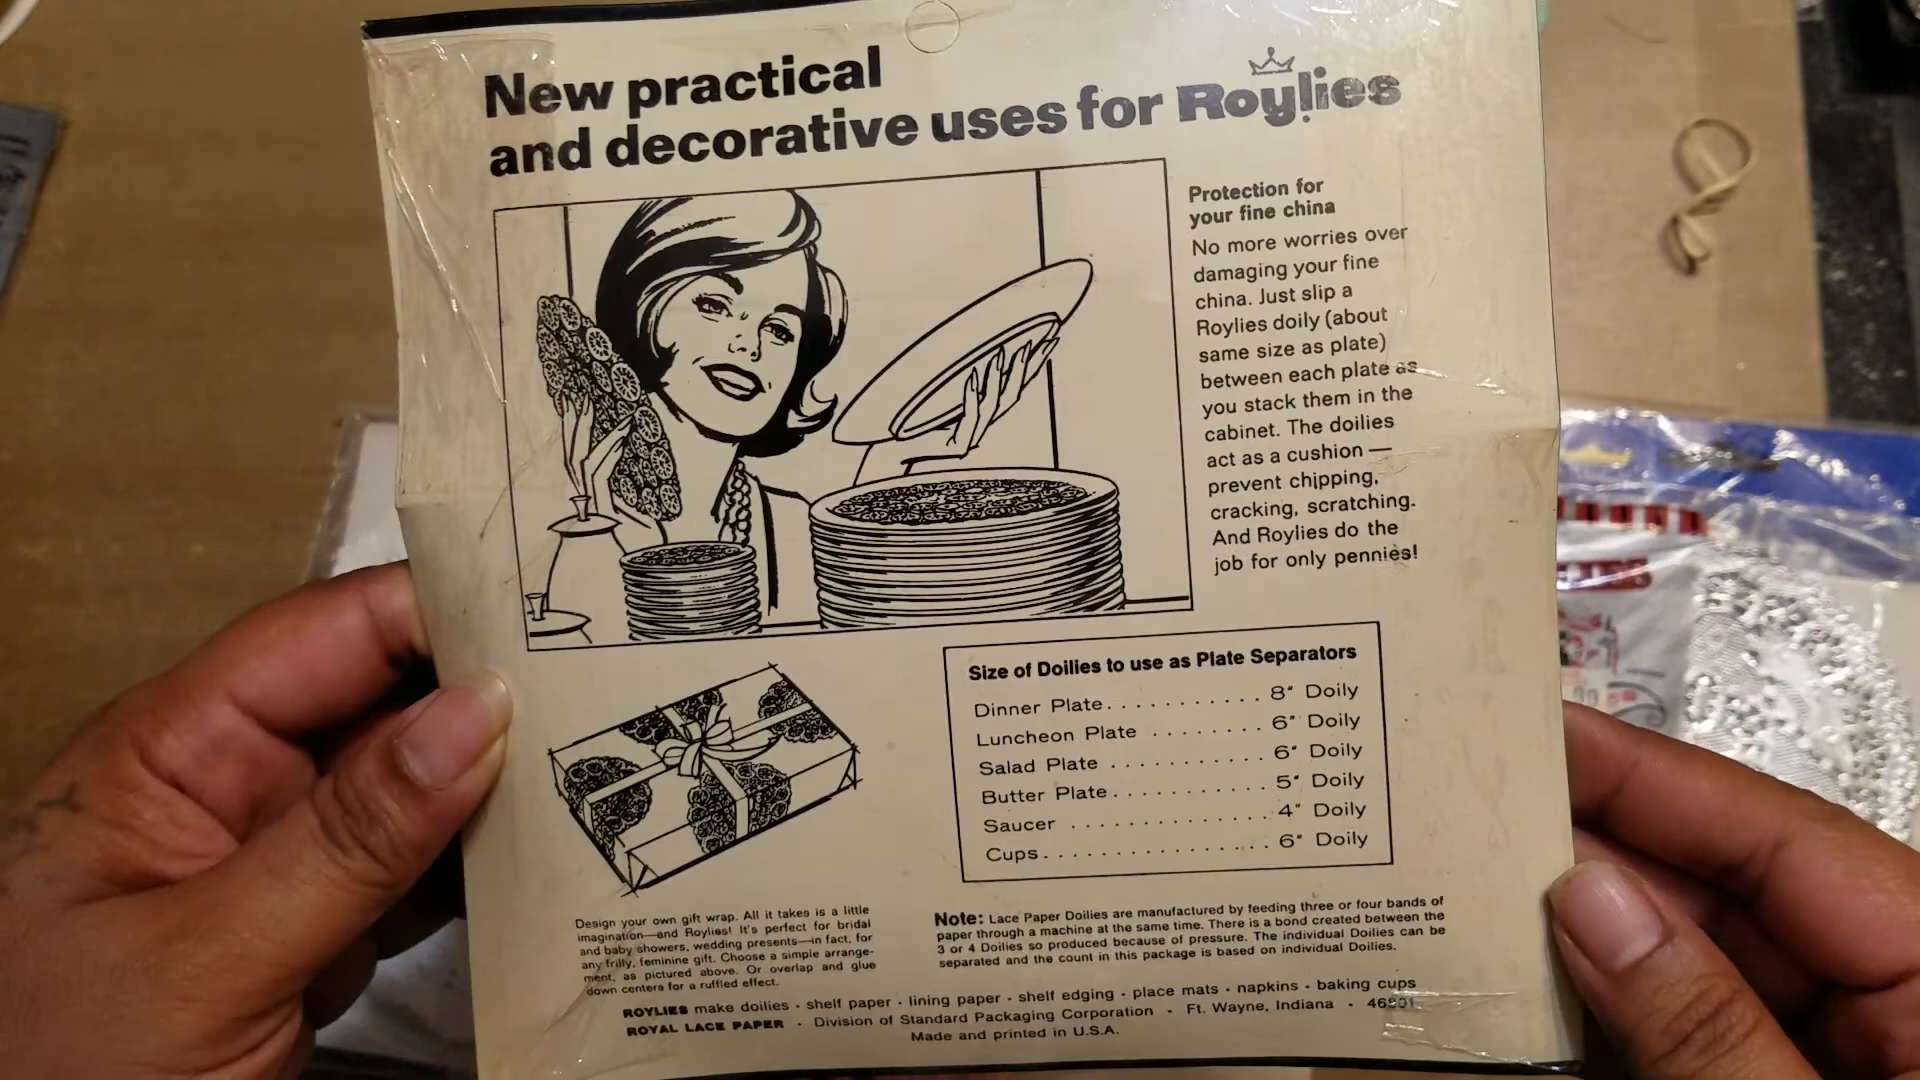 New practical
and decorative uses for Roylies
Protection for
your fine china
No more worries over
damaging your fine
china. Just slip a
Roylies doily (about
same size as plate)
between each plate as
you stack them in the
cabinet. The doilies
act as a cushion —
prevent chipping,
cracking, scratching.
And Roylies do the
job for only pennies!
Size of Doilies to use as Plate Separators
Dinner Plate. . . . . . . . . . . 8" Doily
Luncheon Plate . . . . . . . . 6" Doily
Salad Plate . . . . . . . . . . . 6" Doily
Butter Plate. . . . . . . . . . . 5" Doily
Saucer . . . . . . . . . . . . . . 4" Doily
Cups. . . . . . . . . . . . . . . . 6" Doily
Design your own gift wrap. All it takes is a little
imagination—and Roylies! It's perfect for bridal
and baby showers, wedding presents—in fact, for
any frilly, feminine gift. Choose a simple arrange-
ment, as pictured above. Or overlap and glue
down centers for a ruffled effect.
Note: Lace Paper Doilies are manufactured by feeding three or four bands of
paper through a machine at the same time. There is a bond created between the
3 or 4 Doilies so produced because of pressure. The individual Doilies can be
separated and the count in this package is based on individual Doilies.
ROYLIES make doilies · shelf paper · lining paper · shelf edging · place mats · napkins · baking cups
ROYAL LACE PAPER · Division of Standard Packaging Corporation · Ft. Wayne, Indiana ·
Made and printed in U.S.A.